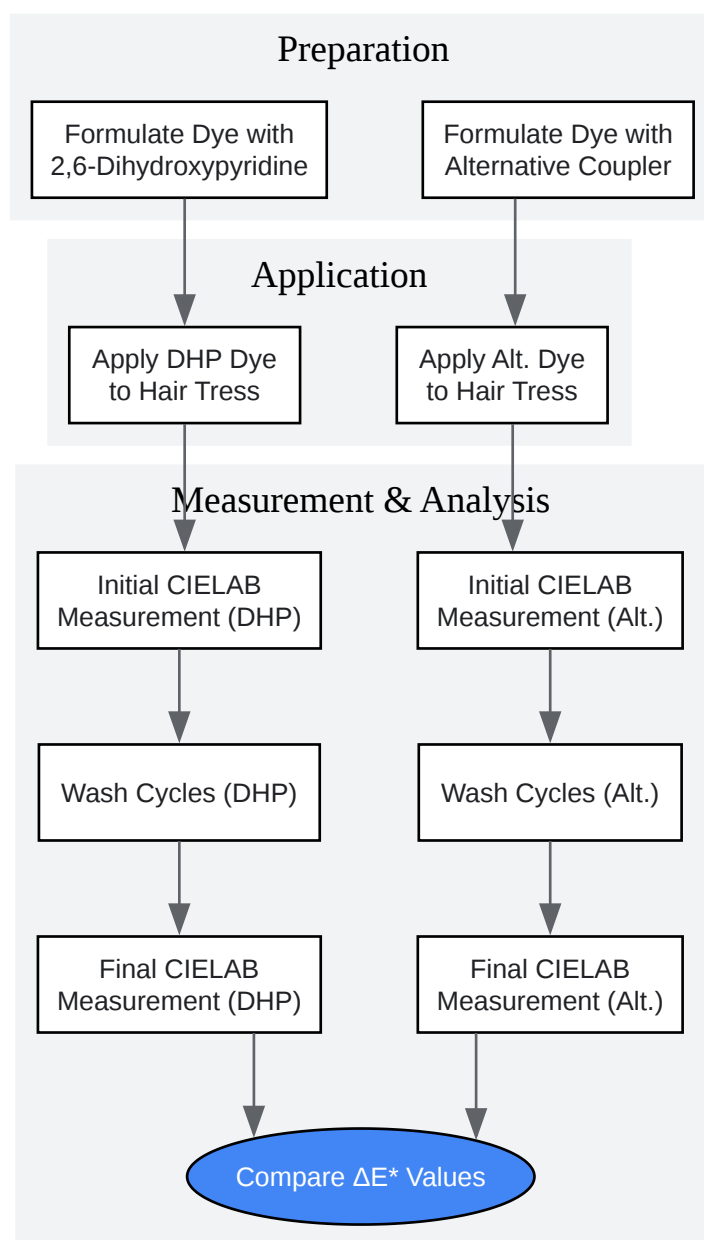 Preparation
Formulate Dye with
2,6-Dihydroxypyridine
Formulate Dye with
Alternative Coupler
Application
Apply DHP Dye
to Hair Tress
Apply Alt. Dye
to Hair Tress
Measurement & Analysis
Initial CIELAB
Measurement (DHP)
Initial CIELAB
Measurement (Alt.)
Wash Cycles (DHP)
Wash Cycles (Alt.)
Final CIELAB
Measurement (DHP)
Final CIELAB
Measurement (Alt.)
Compare ΔE* Values